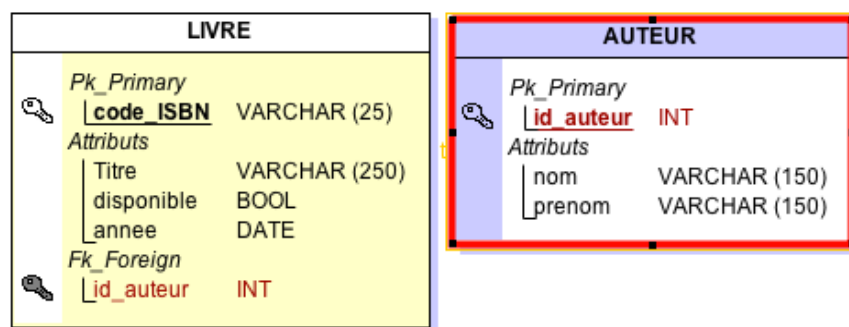 LIVRE
Pk_Primary
code_ISBN VARCHAR (25)
Attributs
Titre VARCHAR (250)
disponible BOOL
annee DATE
Fk_Foreign
id_auteur INT
AUTEUR
Pk_Primary
id_auteur INT
Attributs
nom VARCHAR (150)
prenom VARCHAR (150)